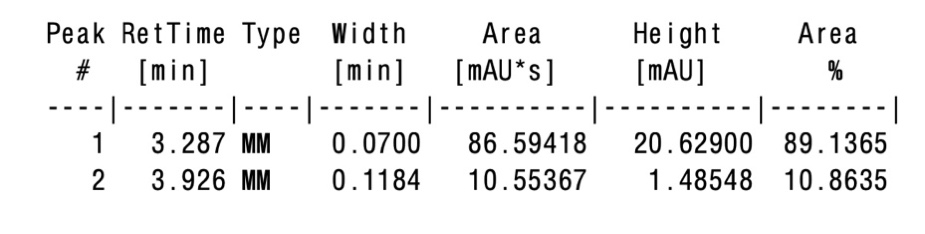 Peak RetTime Type  Width     Area      Height     Area
  #   [min]        [min]   [mAU*s]     [mAU]        %
----|-------|----|-------|----------|----------|--------|
   1   3.287 MM    0.0700   86.59418   20.62900  89.1365
   2   3.926 MM    0.1184   10.55367    1.48548  10.8635